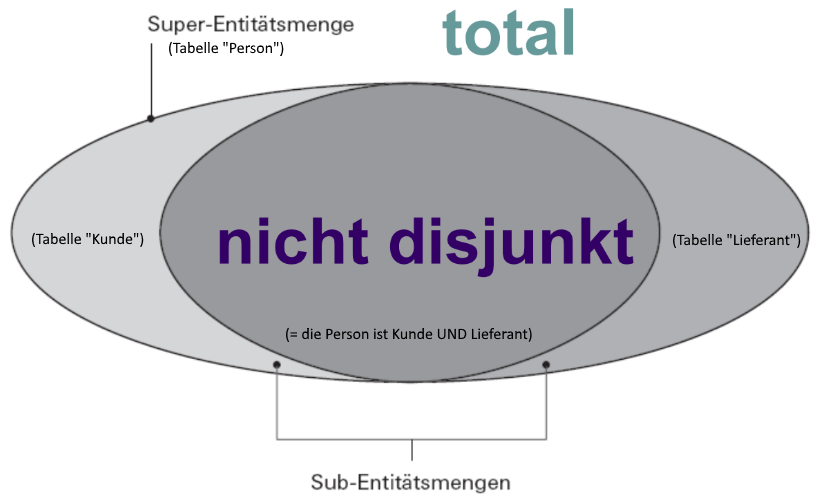 Super-Entitätsmenge
(Tabelle "Person")
total
(Tabelle "Kunde")
nicht disjunkt
(Tabelle "Lieferant")
(= die Person ist Kunde UND Lieferant)
Sub-Entitätsmengen